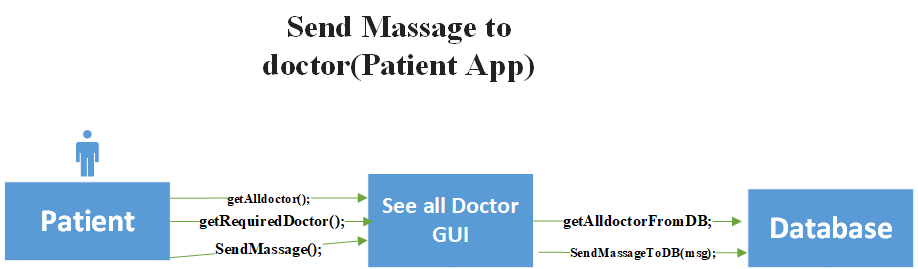 Send Massage to
doctor(Patient App)
Patient
getAlldoctor();
getRequiredDoctor();
SendMassage();
See all Doctor
GUI
getAlldoctorFromDB;
SendMassageToDB(msg);
Database